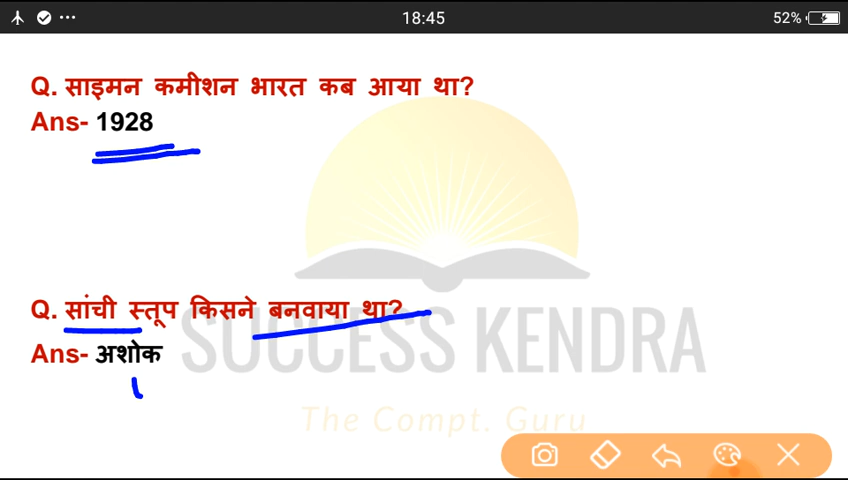 18:45
52%
Q. साइमन कमीशन भारत कब आया था?
Ans- 1928
Q. सांची स्तूप किसने बनवाया था?
SUCCESS KENDRA
Ans- अशोक
The Compt. Guru